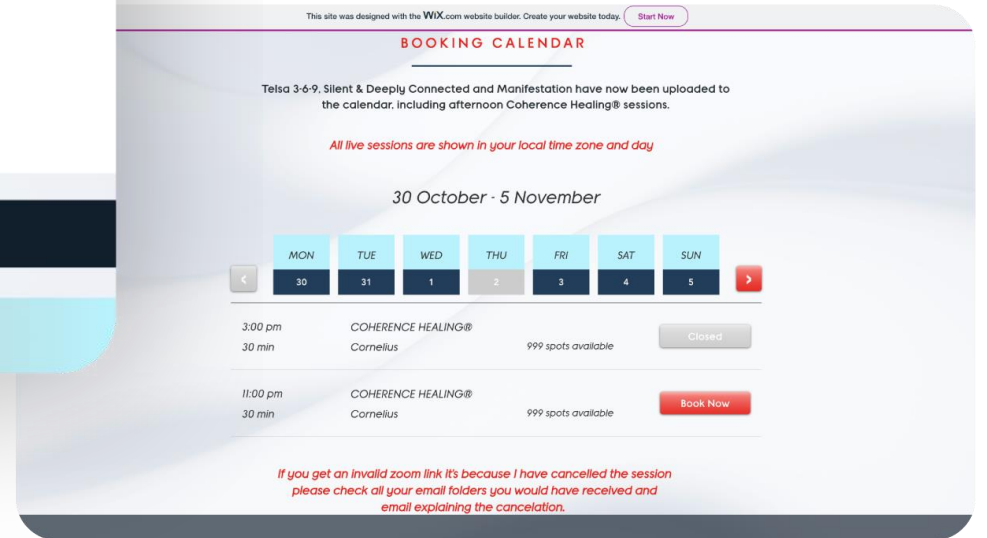 This site was designed with the WiX.com website builder. Create your website today. Start Now
BOOKING CALENDAR
Telsa 3-6-9, Silent & Deeply Connected and Manifestation have now been uploaded to
the calendar, including afternoon Coherence Healing® sessions.
All live sessions are shown in your local time zone and day
30 October - 5 November
MON TUE WED THU FRI SAT SUN
30 31 1 2 3 4 5
3:00 pm COHERENCE HEALING® Closed
30 min Cornelius 999 spots available
11:00 pm COHERENCE HEALING® Book Now
30 min Cornelius 999 spots available
If you get an invalid zoom link it's because I have cancelled the session
please check all your email folders you would have received and
email explaining the cancelation.